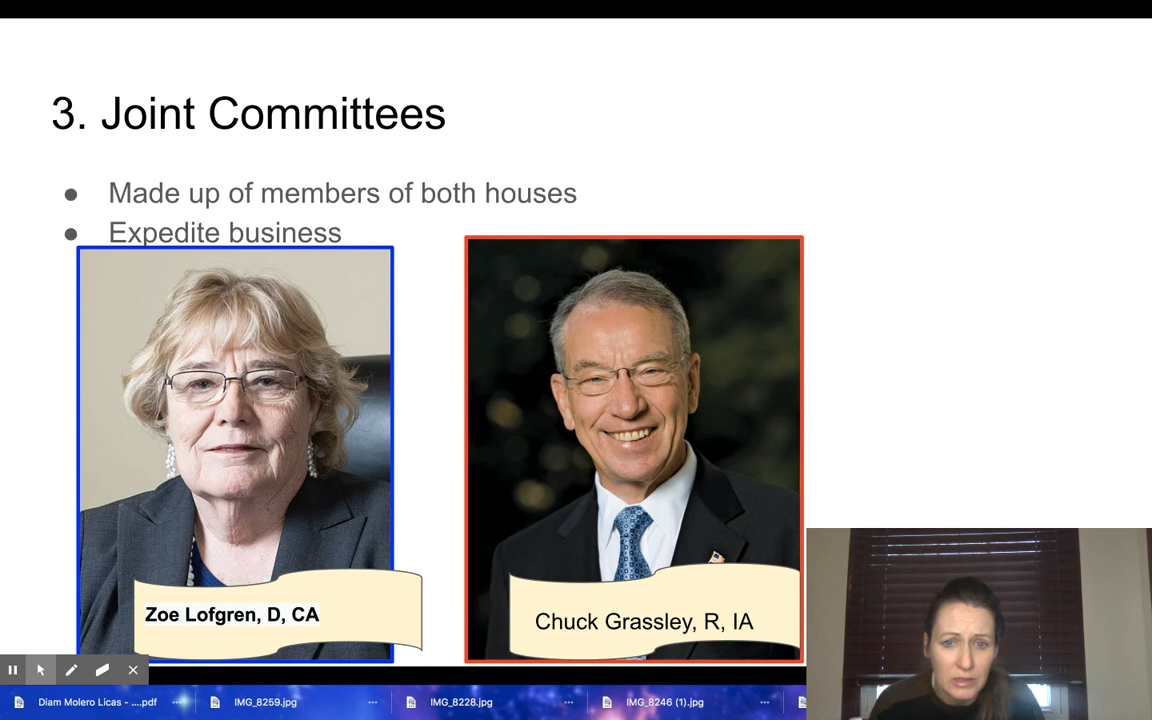 3. Joint Committees
● Made up of members of both houses
● Expedite business
Zoe Lofgren, D, CA
Chuck Grassley, R, IA
Diam Molero Licas - ....pdf
IMG_8259.jpg
IMG_8228.jpg
IMG_8246 (1).jpg